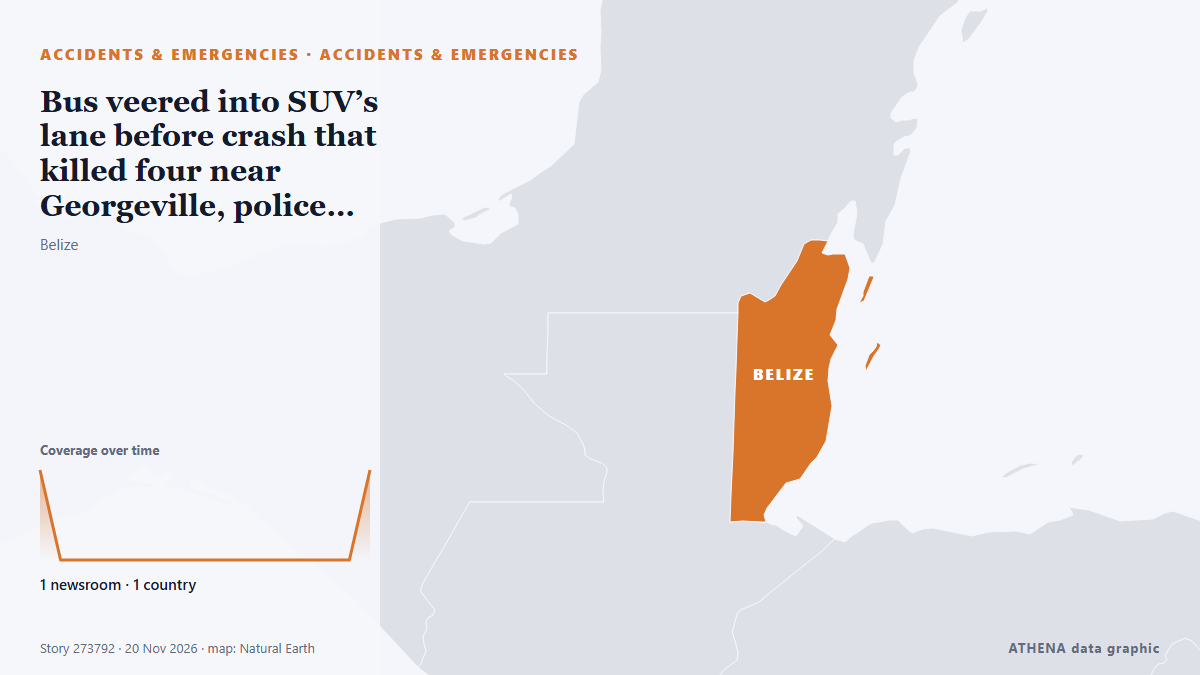 ACCIDENTS & EMERGENCIES · ACCIDENTS & EMERGENCIES
Bus veered into SUV’s
lane before crash that
killed four near
Georgeville, police…
Belize
BELIZE
Coverage over time
1 newsroom · 1 country
Story 273792 · 20 Nov 2026 · map: Natural Earth
ATHENA data graphic